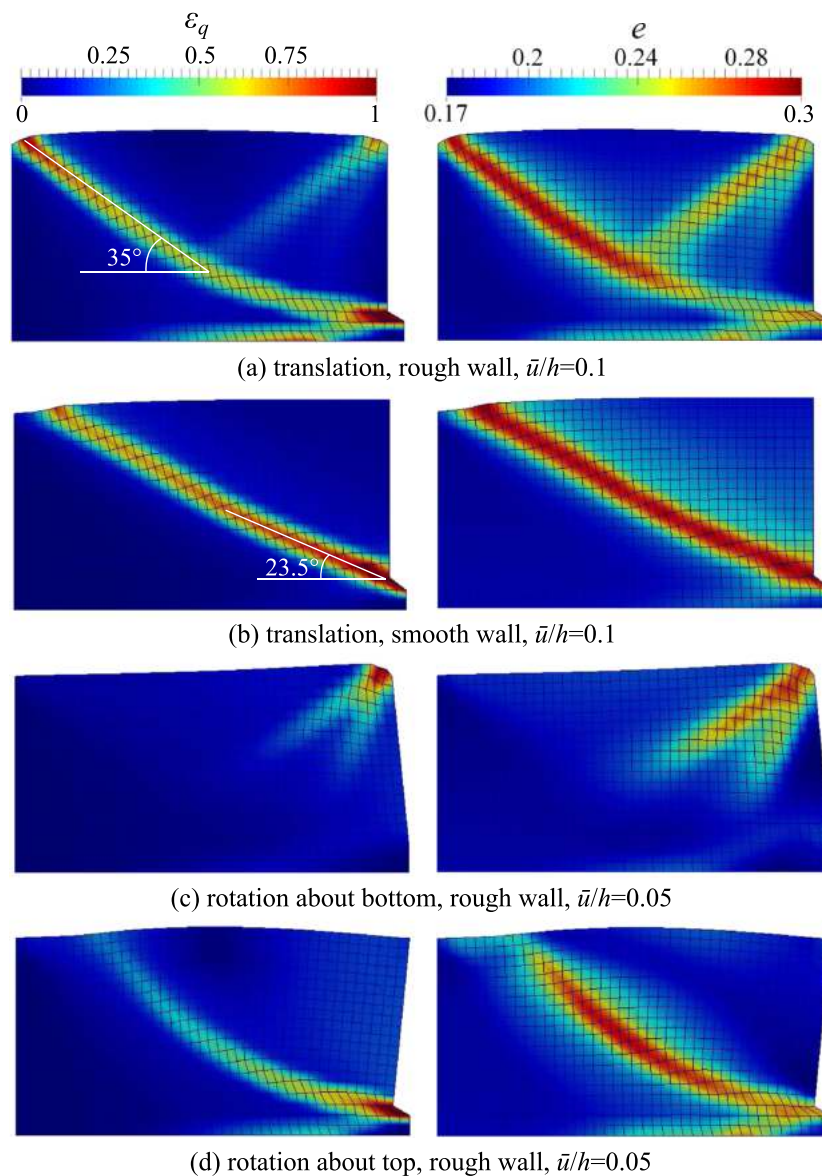 εq e
0.25 0.5 0.75 0.2 0.24 0.28
0 1 0.17 0.3
35°
(a) translation, rough wall, ū/h=0.1
23.5°
(b) translation, smooth wall, ū/h=0.1
(c) rotation about bottom, rough wall, ū/h=0.05
(d) rotation about top, rough wall, ū/h=0.05